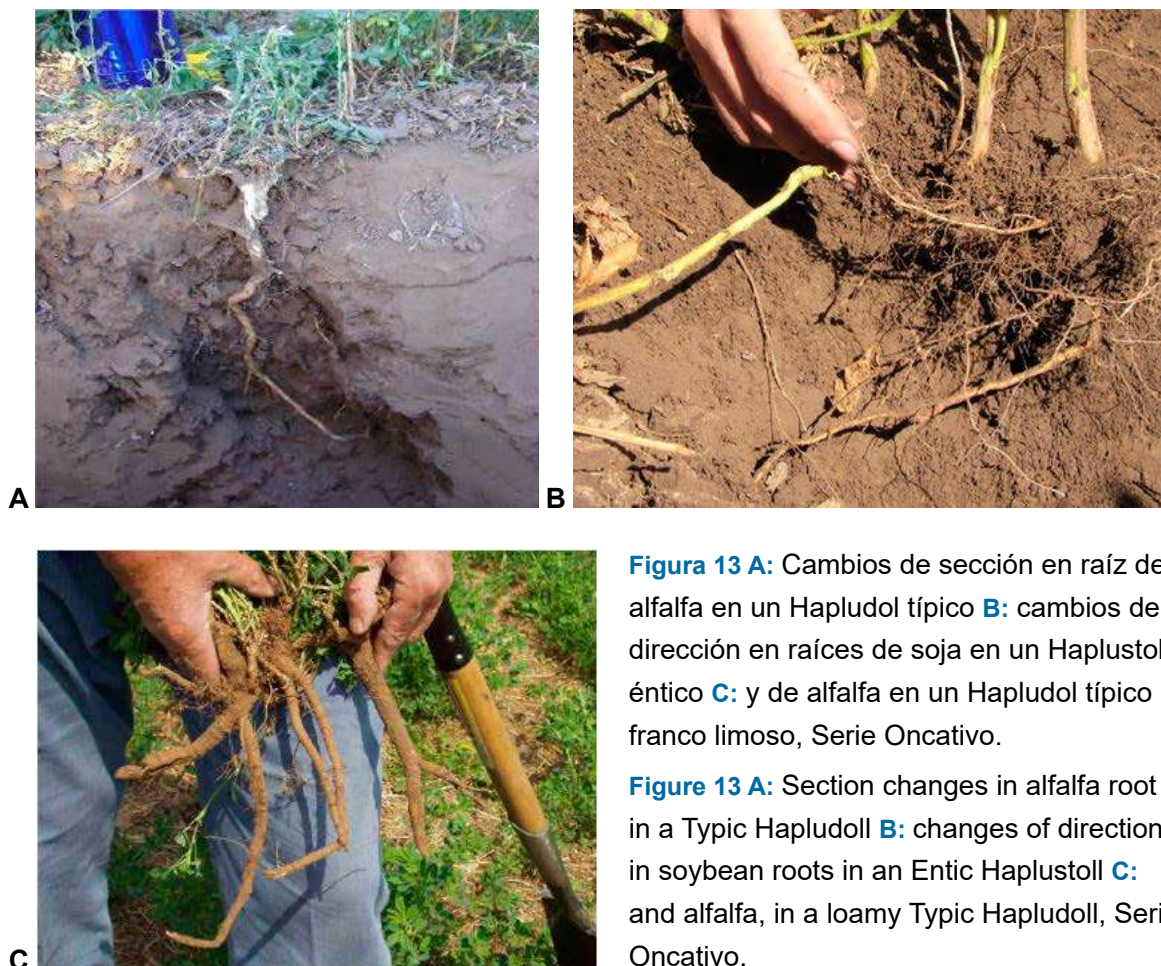 A
B
C
Figura 13 A: Cambios de sección en raíz de
alfalfa en un Hapludol típico B: cambios de
dirección en raíces de soja en un Haplustol
éntico C: y de alfalfa en un Hapludol típico
franco limoso, Serie Oncativo.
Figure 13 A: Section changes in alfalfa root
in a Typic Hapludoll B: changes of direction
in soybean roots in an Entic Haplustoll C:
and alfalfa, in a loamy Typic Hapludoll, Seri
Oncativo.